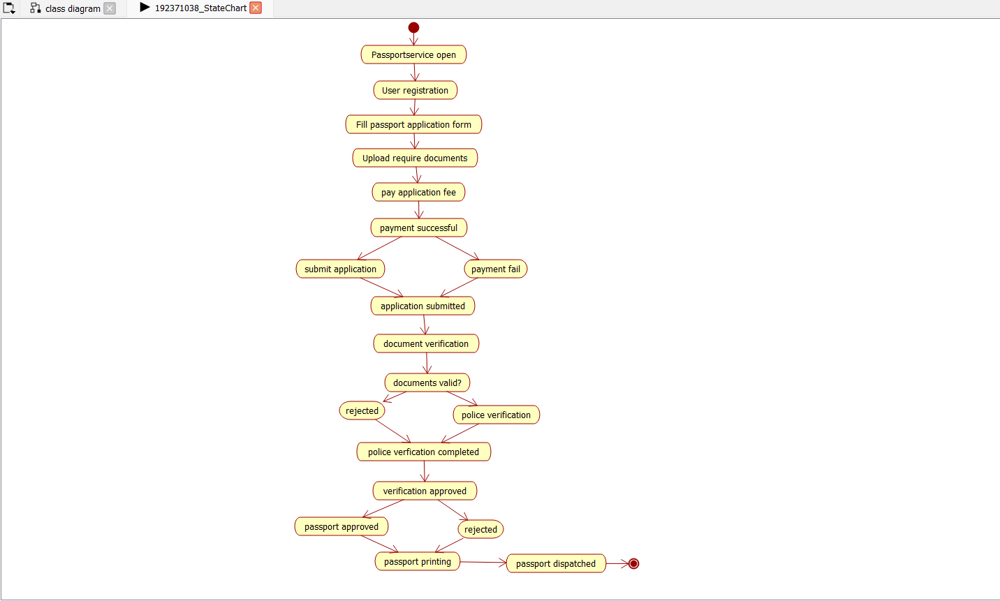 class diagram
192371038_StateChart
Passportservice open
User registration
Fill passport application form
Upload require documents
pay application fee
payment successful
submit application
payment fail
application submitted
document verification
documents valid?
rejected
police verification
police verfication completed
verification approved
passport approved
rejected
passport printing
passport dispatched